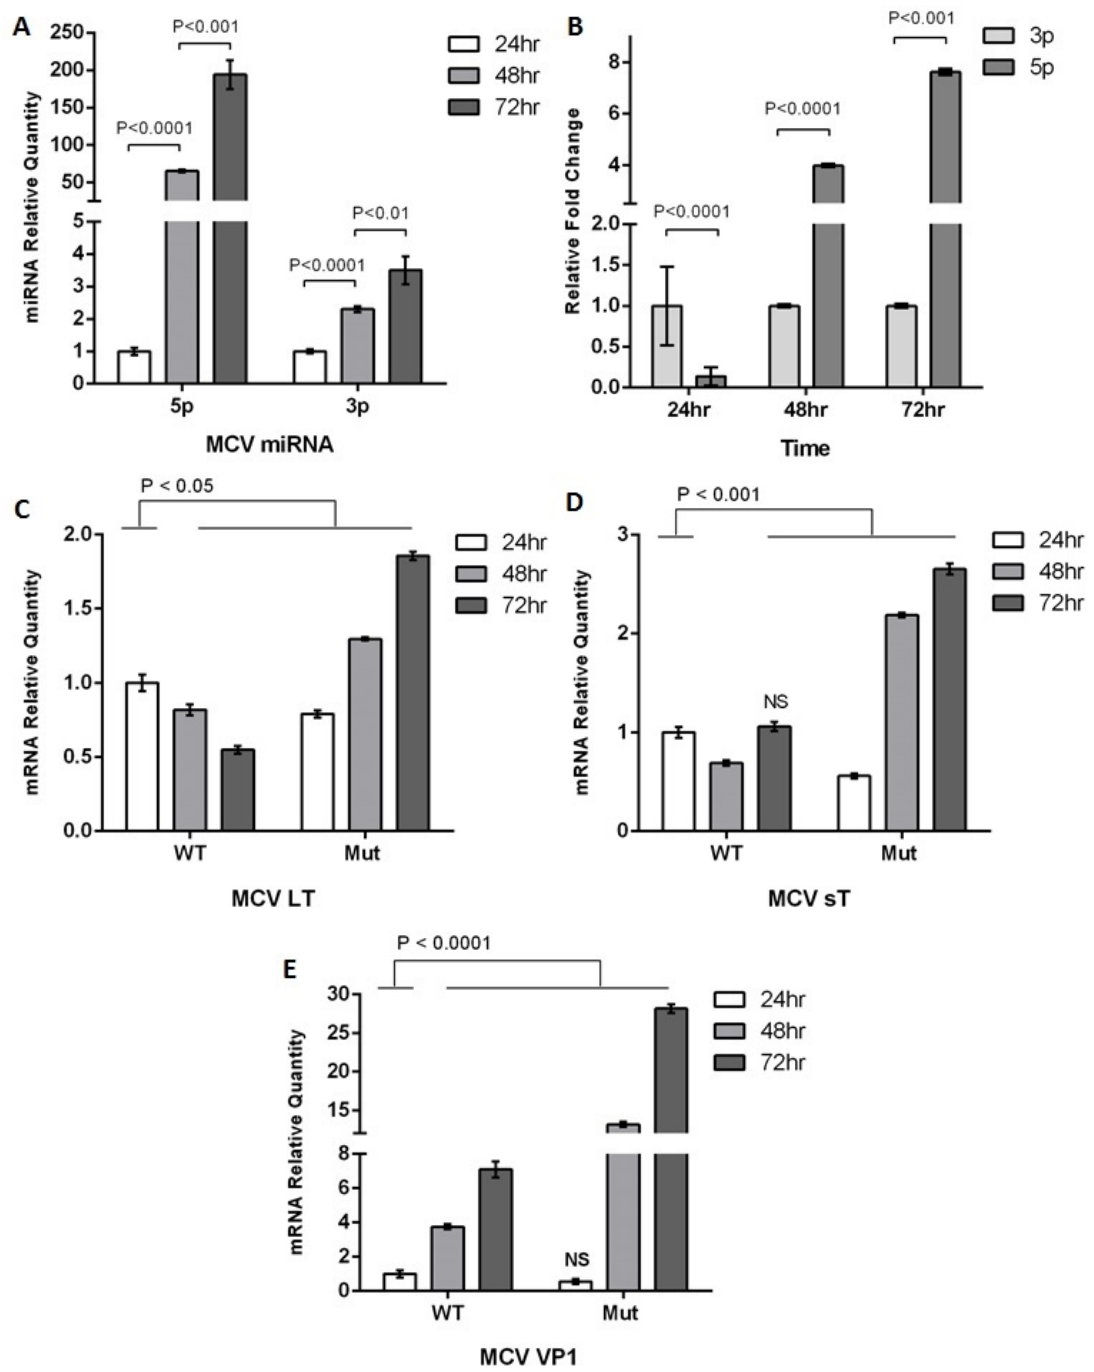 A
P<0.001
250
200
150
100
50
5
4
3
2
1
0
miRNA Relative Quantity
P<0.0001
P<0.0001
P<0.01
24hr
48hr
72hr
5p
3p
MCV miRNA
B
P<0.001
3p
5p
8
6
4
2.0
1.5
1.0
0.5
0.0
Relative Fold Change
P<0.0001
P<0.0001
24hr
48hr
72hr
Time
C
P < 0.05
2.0
1.5
1.0
0.5
0.0
mRNA Relative Quantity
24hr
48hr
72hr
WT
Mut
MCV LT
D
P < 0.001
3
2
1
0
mRNA Relative Quantity
NS
24hr
48hr
72hr
WT
Mut
MCV sT
E
P < 0.0001
30
25
20
15
8
6
4
2
0
mRNA Relative Quantity
NS
24hr
48hr
72hr
WT
Mut
MCV VP1